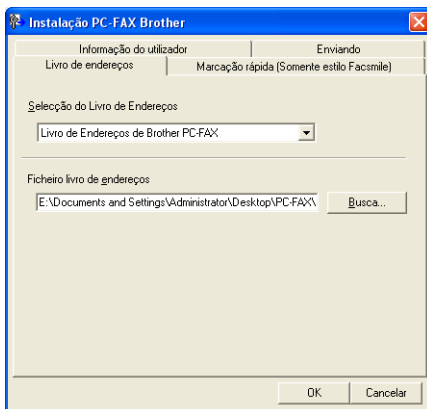 Instalação PC-FAX Brother
Informação do utilizador Enviando
Livro de endereços Marcação rápida (Somente estilo Facsmile)
Selecção do Livro de Endereços
Livro de Endereços de Brother PC-FAX
Ficheiro livro de endereços
E:\Documents and Settings\Administrator\Desktop\PC-FAX\ Busca...
OK Cancelar